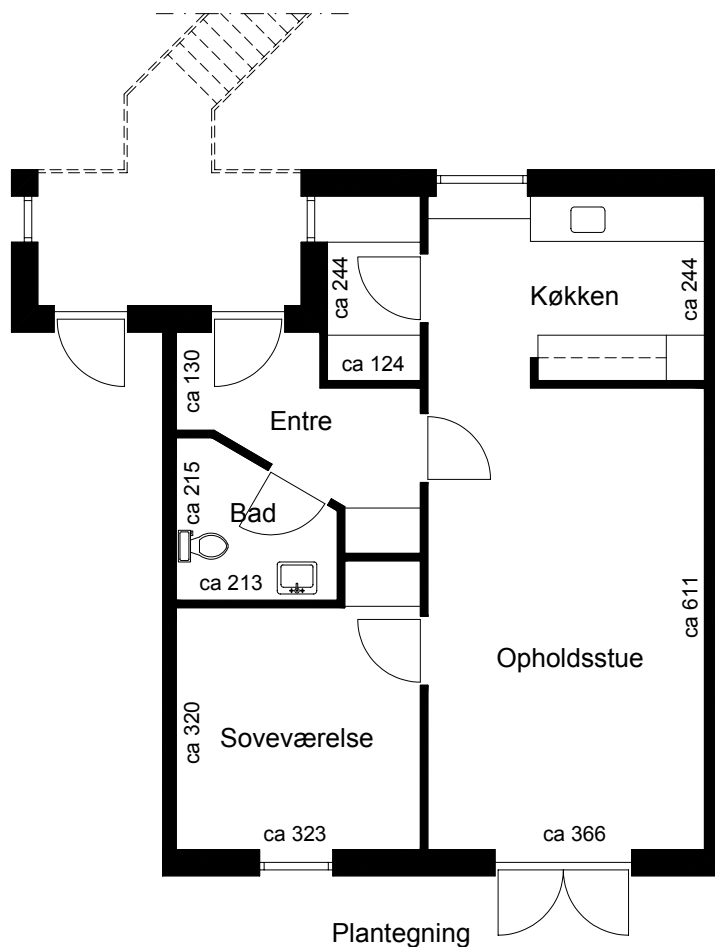 ca 244
Køkken
ca 244
ca 130
ca 124
Entre
ca 215
Bad
ca 213
ca 611
Opholdsstue
ca 320
Soveværelse
ca 323
ca 366
Plantegning